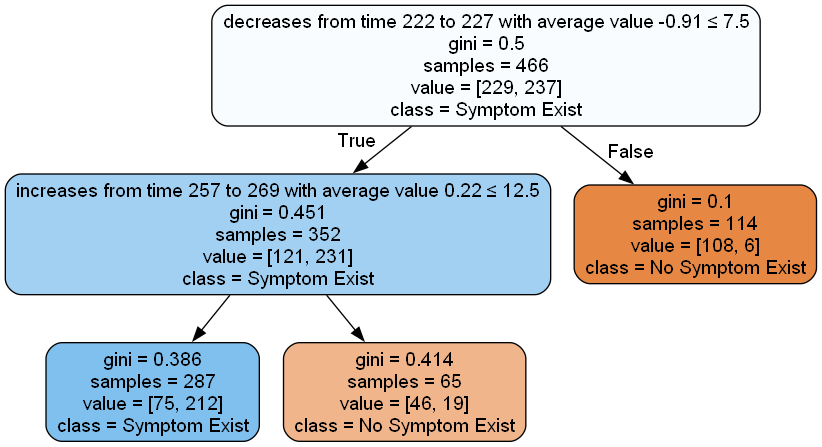 decreases from time 222 to 227 with average value -0.91 ≤ 7.5
gini = 0.5
samples = 466
value = [229, 237]
class = Symptom Exist
True
False
increases from time 257 to 269 with average value 0.22 ≤ 12.5
gini = 0.451
samples = 352
value = [121, 231]
class = Symptom Exist
gini = 0.1
samples = 114
value = [108, 6]
class = No Symptom Exist
gini = 0.386
samples = 287
value = [75, 212]
class = Symptom Exist
gini = 0.414
samples = 65
value = [46, 19]
class = No Symptom Exist